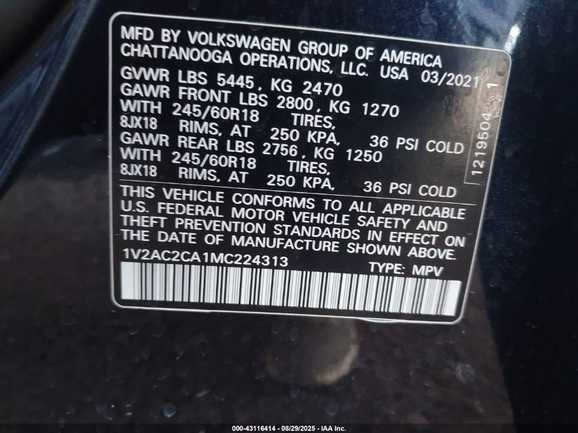 MFD BY VOLKSWAGEN GROUP OF AMERICA
CHATTANOOGA OPERATIONS, LLC. USA 03/2021
GVWR LBS 5445 , KG 2470
GAWR FRONT LBS 2800 , KG 1270
WITH 245/60R18 TIRES,
8JX18 RIMS, AT 250 KPA, 36 PSI COLD
GAWR REAR LBS 2756 , KG 1250
WITH 245/60R18 TIRES,
8JX18 RIMS, AT 250 KPA, 36 PSI COLD
THIS VEHICLE CONFORMS TO ALL APPLICABLE
U.S. FEDERAL MOTOR VEHICLE SAFETY AND
THEFT PREVENTION STANDARDS IN EFFECT ON
THE DATE OF MANUFACTURE SHOWN ABOVE.
1V2AC2CA1MC224313 TYPE: MPV
1219504 1
000-43116414 - 08/29/2025 - IAA Inc.